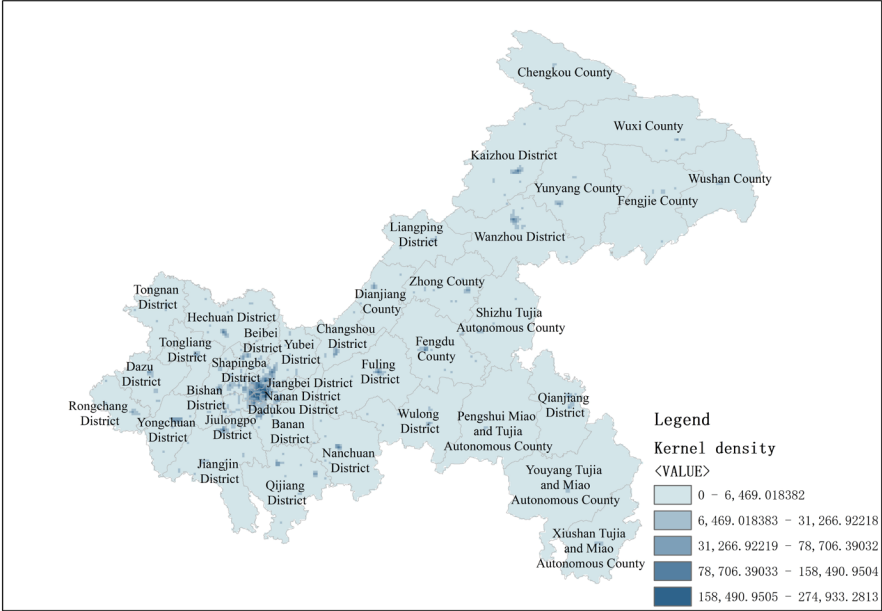 Chengkou County
Wuxi County
Kaizhou District
Yunyang County
Wushan County
Fengjie County
Liangping
District
Wanzhou District
Zhong County
Tongnan
District
Dianjiang
County
Hechuan District
Shizhu Tujia
Autonomous County
Changshou
District
Beibei
District
Yubei
District
Tongliang
District
Fengdu
County
Shapingba
District
Fuling
District
Dazu
District
Jiangbei District
Nanan District
Dadukou District
Bishan
District
Qianjiang
District
Rongchang
District
Yongchuan
District
Jiulongpo
District
Banan
District
Wulong
District
Pengshui Miao
and Tujia
Autonomous County
Nanchuan
District
Jiangjin
District
Qijiang
District
Youyang Tujia
and Miao
Autonomous County
Xiushan Tujia
and Miao
Autonomous County
Legend
Kernel density
<VALUE>
0 - 6,469.018382
6,469.018383 - 31,266.92218
31,266.92219 - 78,706.39032
78,706.39033 - 158,490.9504
158,490.9505 - 274,933.2813